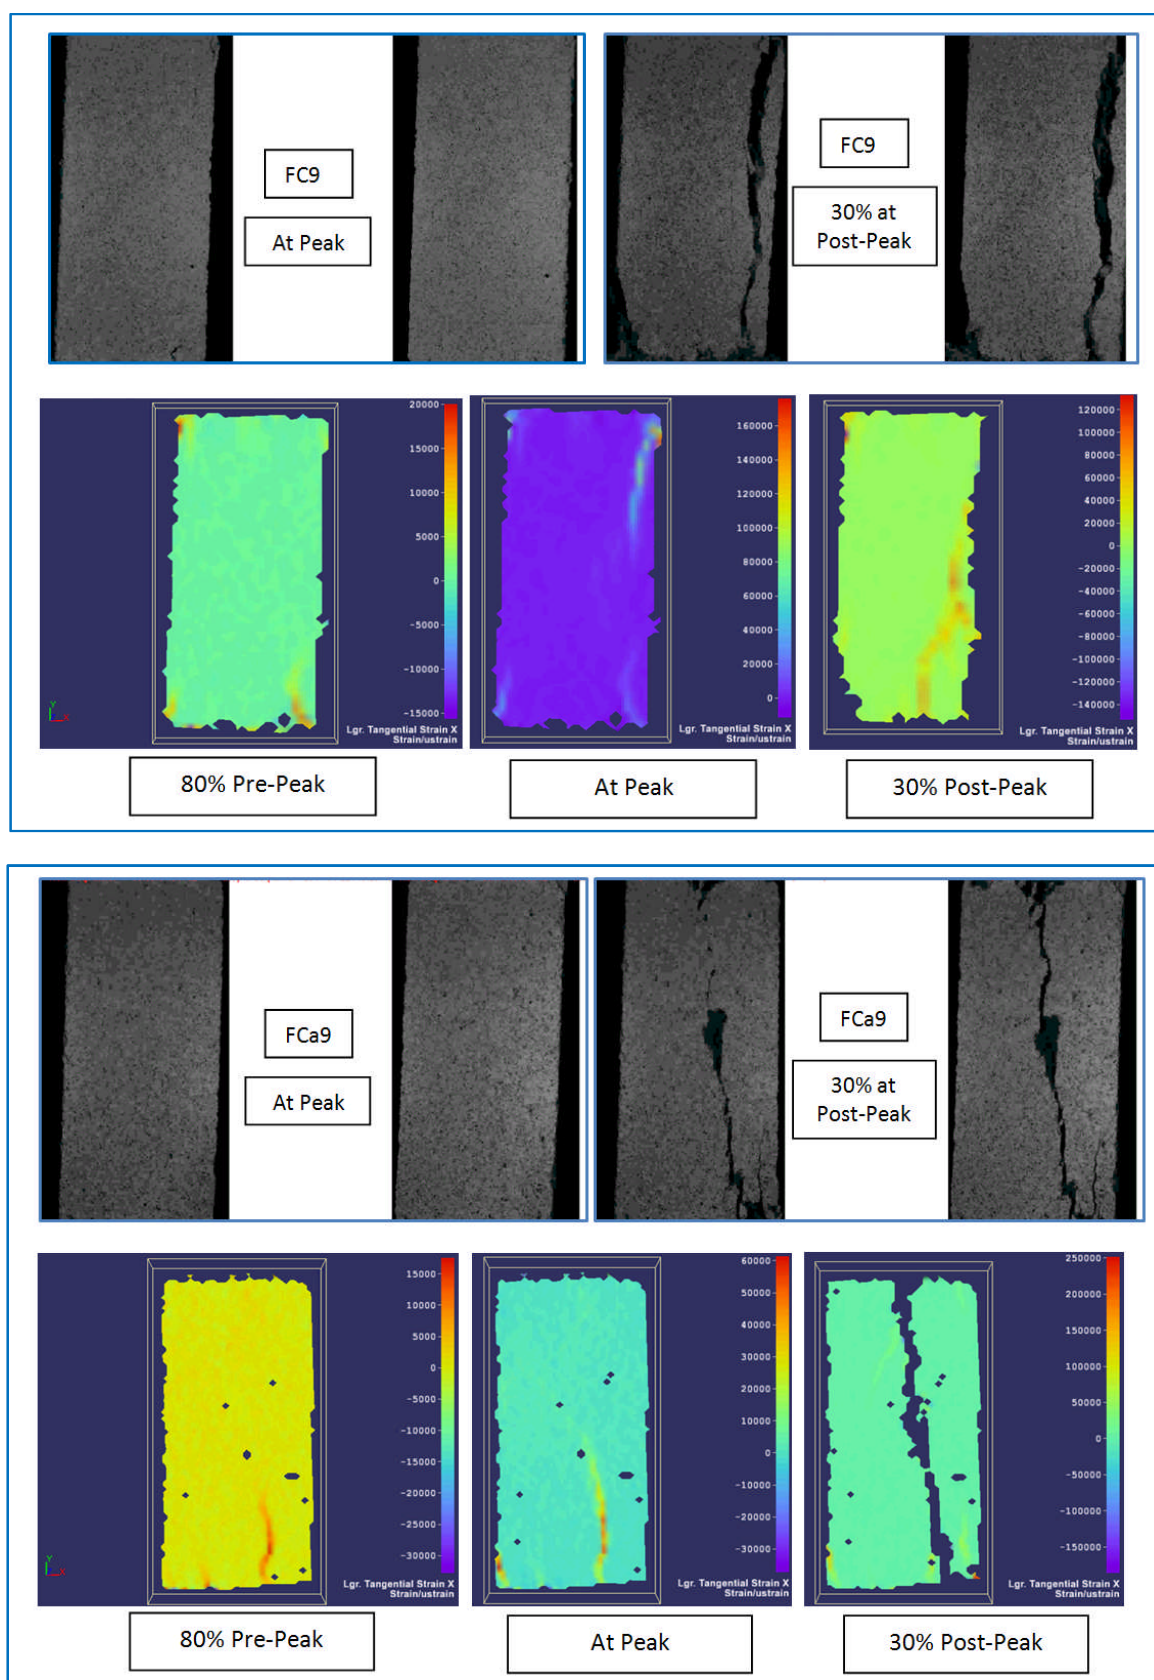 FC9
At Peak
FC9
30% at
Post-Peak
20000
15000
10000
5000
0
-5000
-10000
-15000
Lgr. Tangential Strain X
Strain/ustrain
Y
X
160000
140000
120000
100000
80000
60000
40000
20000
0
Lgr. Tangential Strain X
Strain/ustrain
120000
100000
80000
60000
40000
20000
0
-20000
-40000
-60000
-80000
-100000
-120000
-140000
Lgr. Tangential Strain X
Strain/ustrain
80% Pre-Peak
At Peak
30% Post-Peak
FCa9
At Peak
FCa9
30% at
Post-Peak
15000
10000
5000
0
-5000
-10000
-15000
-20000
-25000
-30000
Lgr. Tangential Strain X
Strain/ustrain
Y
X
60000
50000
40000
30000
20000
10000
0
-10000
-20000
-30000
Lgr. Tangential Strain X
Strain/ustrain
250000
200000
150000
100000
50000
0
-50000
-100000
-150000
Lgr. Tangential Strain X
Strain/ustrain
80% Pre-Peak
At Peak
30% Post-Peak